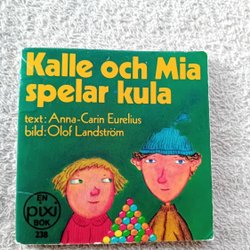 Kalle och Mia
spelar kula
text: Anna-Carin Eurelius
bild: Olof Landström
EN
pixi
BOK
238